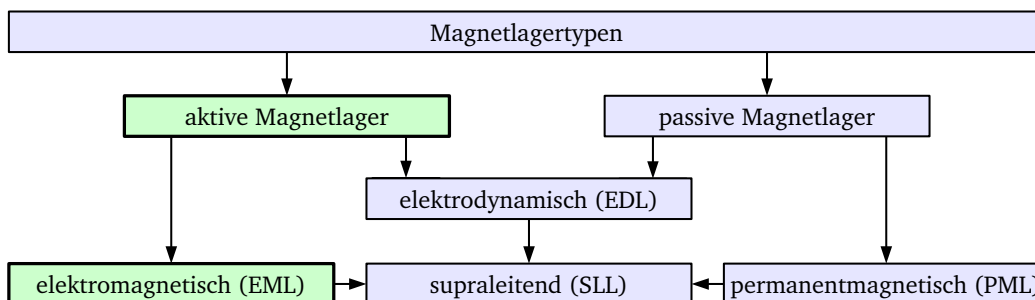 Magnetlagertypen
aktive Magnetlager
passive Magnetlager
elektrodynamisch (EDL)
elektromagnetisch (EML)
supraleitend (SLL)
permanentmagnetisch (PML)